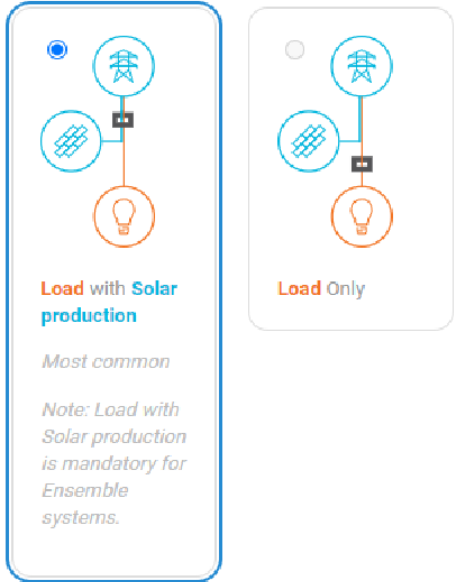 Load with Solar
production
Most common
Note: Load with
Solar production
is mandatory for
Ensemble
systems.
Load Only